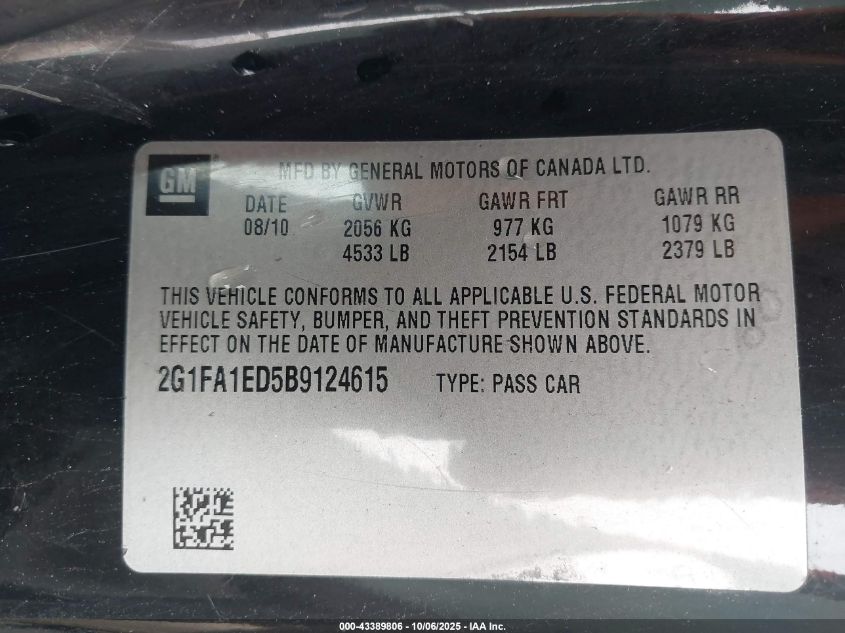 GM
MFD BY GENERAL MOTORS OF CANADA LTD.
DATE GVWR GAWR FRT GAWR RR
08/10 2056 KG 977 KG 1079 KG
4533 LB 2154 LB 2379 LB
THIS VEHICLE CONFORMS TO ALL APPLICABLE U.S. FEDERAL MOTOR
VEHICLE SAFETY, BUMPER, AND THEFT PREVENTION STANDARDS IN
EFFECT ON THE DATE OF MANUFACTURE SHOWN ABOVE.
2G1FA1ED5B9124615 TYPE: PASS CAR
000-43389806 - 10/06/2025 - IAA Inc.